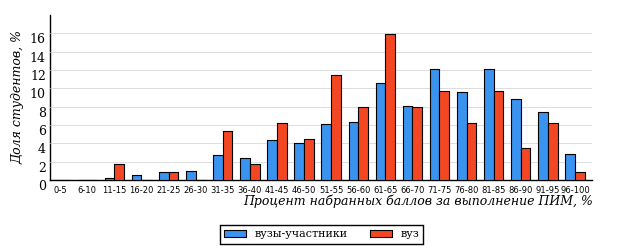 Доля студентов, %
16
14
12
10
8
6
4
2
0
0-5 6-10 11-15 16-20 21-25 26-30 31-35 36-40 41-45 46-50 51-55 56-60 61-65 66-70 71-75 76-80 81-85 86-90 91-95 96-100
Процент набранных баллов за выполнение ПИМ, %
вузы-участники вуз